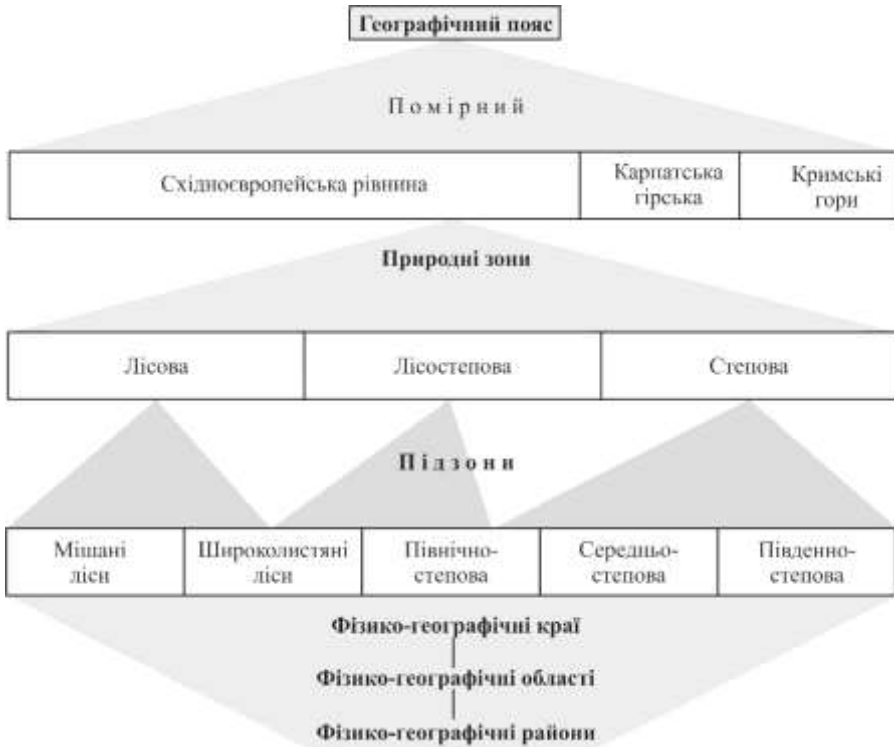 Географічний пояс
Помірний
Східноєвропейська рівнина
Карпатська
гірська
Кримські
гори
Природні зони
Лісова
Лісостепова
Степова
Підзони
Мішані
ліси
Широколистяні
ліси
Північно-
степова
Середньо-
степова
Південно-
степова
Фізико-географічні краї
Фізико-географічні області
Фізико-географічні райони